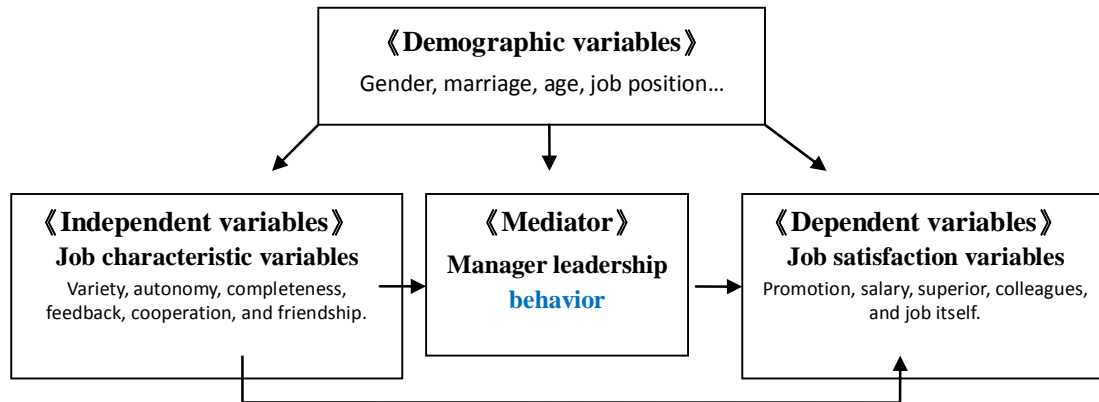 《Demographic variables》
Gender, marriage, age, job position…
《Independent variables》
Job characteristic variables
Variety, autonomy, completeness,
feedback, cooperation, and friendship.
《Mediator》
Manager leadership
behavior
《Dependent variables》
Job satisfaction variables
Promotion, salary, superior, colleagues,
and job itself.